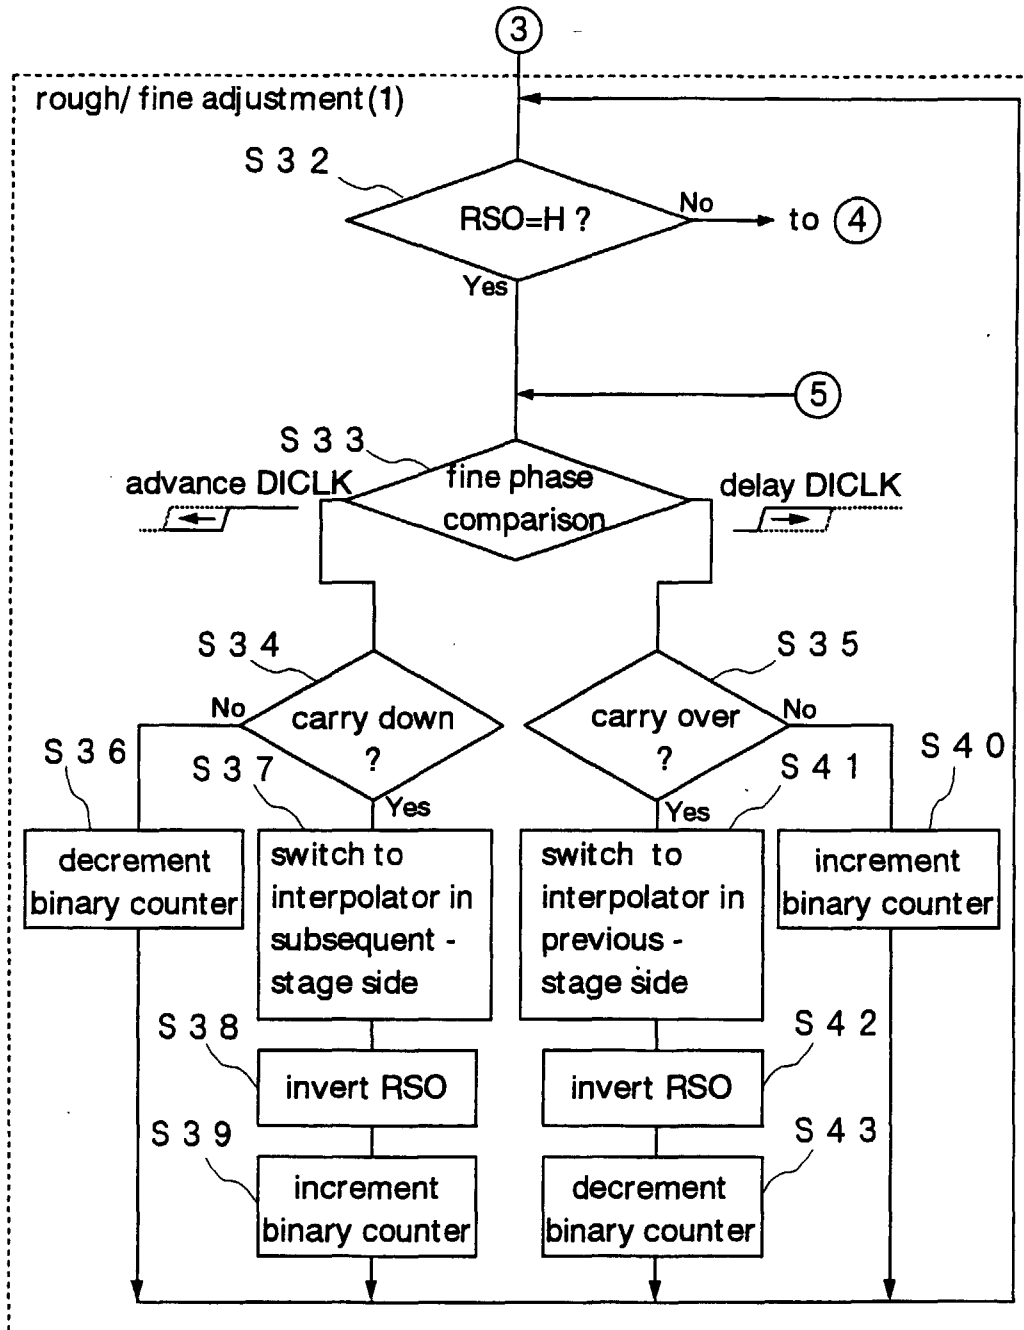 3
rough/ fine adjustment(1)
S 3 2
RSO=H ?
No
to 4
Yes
5
S 3 3
fine phase
comparison
advance DICLK
delay DICLK
S 3 4
carry down
?
No
Yes
S 3 5
carry over
?
No
Yes
S 3 6
decrement
binary counter
S 3 7
switch to
interpolator in
subsequent -
stage side
S 4 1
switch to
interpolator in
previous -
stage side
S 4 0
increment
binary counter
S 3 8
invert RSO
S 4 2
invert RSO
S 3 9
increment
binary counter
S 4 3
decrement
binary counter